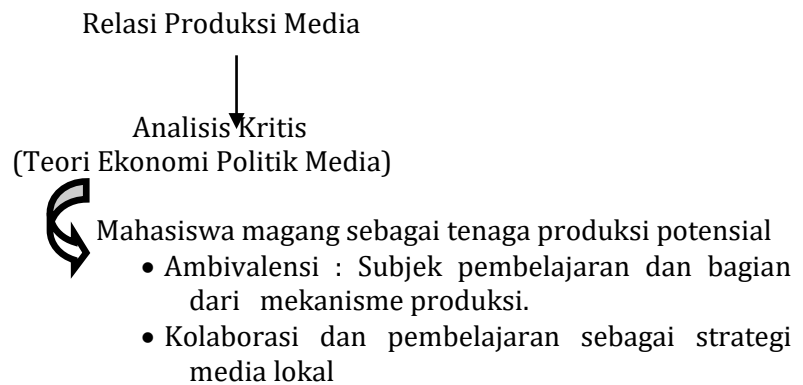 Relasi Produksi Media
Analisis Kritis
(Teori Ekonomi Politik Media)
Mahasiswa magang sebagai tenaga produksi potensial
• Ambivalensi : Subjek pembelajaran dan bagian
dari mekanisme produksi.
• Kolaborasi dan pembelajaran sebagai strategi
media lokal